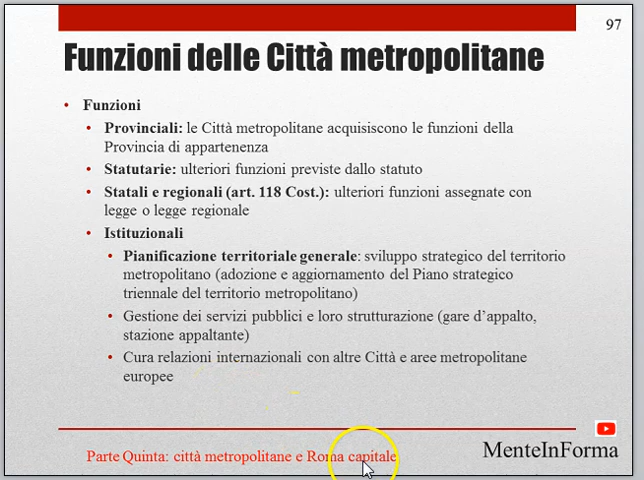 97
Funzioni delle Città metropolitane
• Funzioni
• Provinciali: le Città metropolitane acquisiscono le funzioni della
Provincia di appartenenza
• Statutarie: ulteriori funzioni previste dallo statuto
• Statali e regionali (art. 118 Cost.): ulteriori funzioni assegnate con
legge o legge regionale
• Istituzionali
• Pianificazione territoriale generale: sviluppo strategico del territorio
metropolitano (adozione e aggiornamento del Piano strategico
triennale del territorio metropolitano)
• Gestione dei servizi pubblici e loro strutturazione (gare d’appalto,
stazione appaltante)
• Cura relazioni internazionali con altre Città e aree metropolitane
europee
Parte Quinta: città metropolitane e Roma capitale
MenteInForma